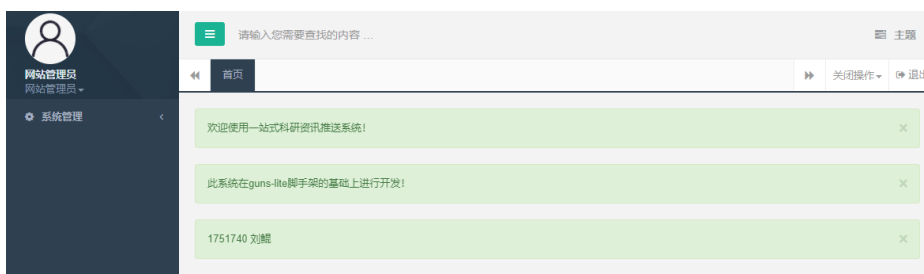 请输入您需要查找的内容 ...
主题
网站管理员
网站管理员
首页
关闭操作
退出
系统管理
欢迎使用一站式科研资讯推送系统!
此系统在guns-lite脚手架的基础上进行开发!
1751740 刘鲲